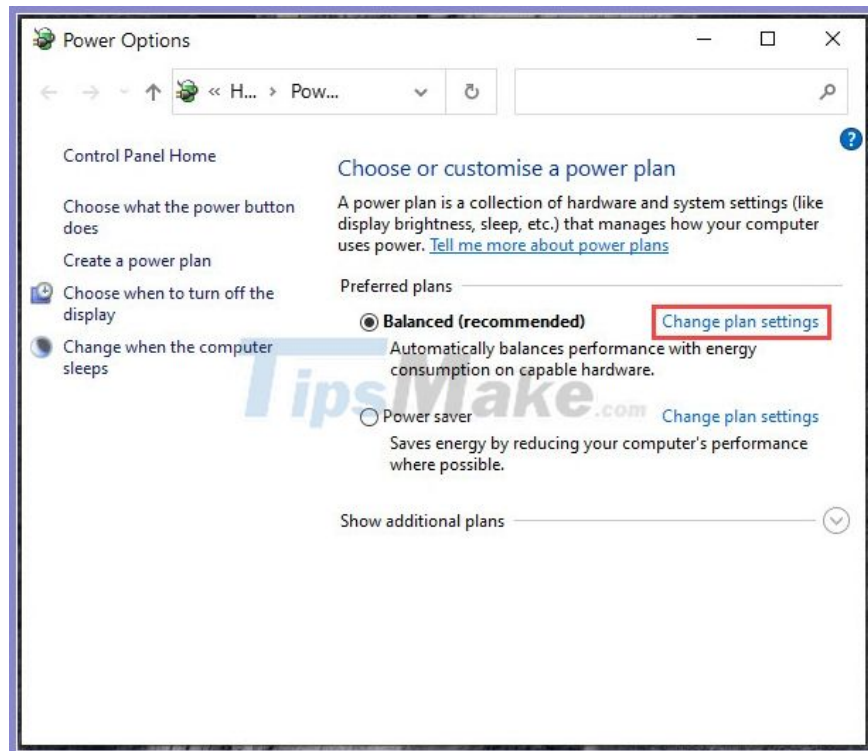 Power Options
« H... › Pow...
Control Panel Home
Choose what the power button
does
Create a power plan
Choose when to turn off the
display
Change when the computer
sleeps
?
Choose or customise a power plan
A power plan is a collection of hardware and system settings (like
display brightness, sleep, etc.) that manages how your computer
uses power. Tell me more about power plans
Preferred plans
Balanced (recommended) Change plan settings
Automatically balances performance with energy
consumption on capable hardware.
TipsMake.com
Power saver Change plan settings
Saves energy by reducing your computer's performance
where possible.
Show additional plans